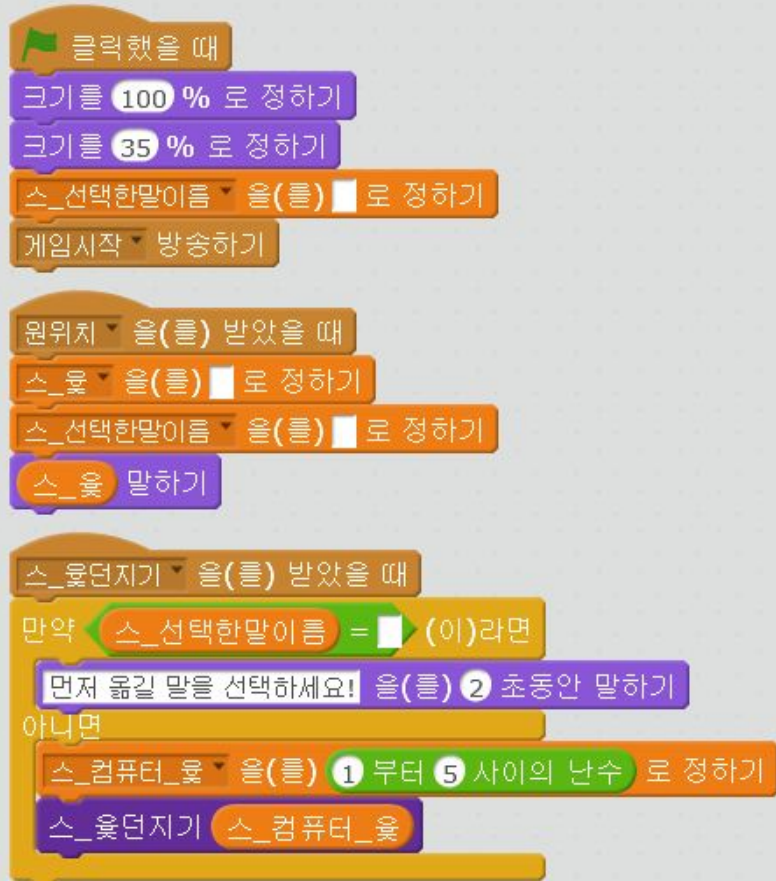 클릭했을 때
크기를 100 % 로 정하기
크기를 35 % 로 정하기
스_선택한말이름 을(를) 로 정하기
게임시작 방송하기
원위치 을(를) 받았을 때
스_윷 을(를) 로 정하기
스_선택한말이름 을(를) 로 정하기
스_윷 말하기
스_윷던지기 을(를) 받았을 때
만약 스_선택한말이름 = (이)라면
먼저 옮길 말을 선택하세요! 을(를) 2 초동안 말하기
아니면
스_컴퓨터_윷 을(를) 1 부터 5 사이의 난수 로 정하기
스_윷던지기 스_컴퓨터_윷